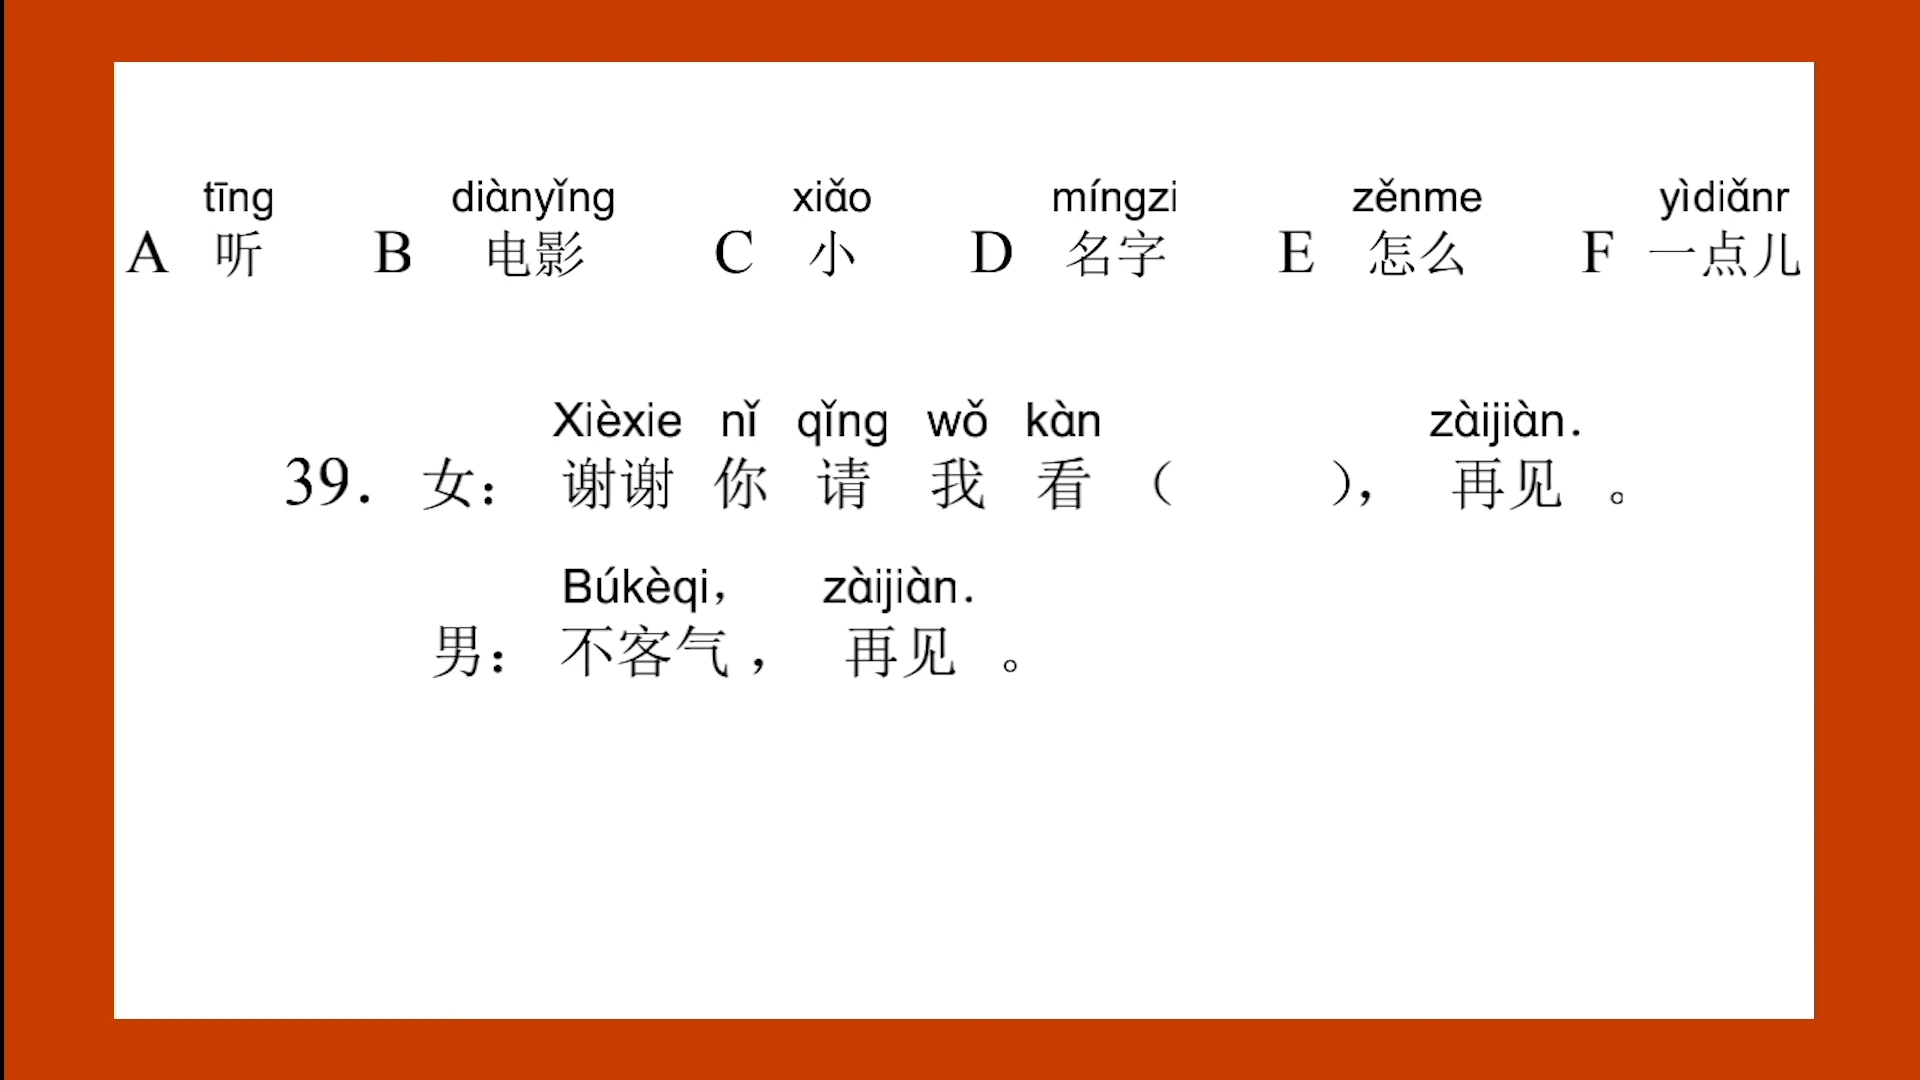 tīng diànyǐng xiǎo míngzi zěnme yìdiǎnr
A 听 B 电影 C 小 D 名字 E 怎么 F 一点儿
Xièxie nǐ qǐng wǒ kàn zàijiàn.
39. 女： 谢谢 你 请 我 看 （ ）， 再见 。
Búkèqi， zàijiàn.
男： 不客气 ， 再见 。